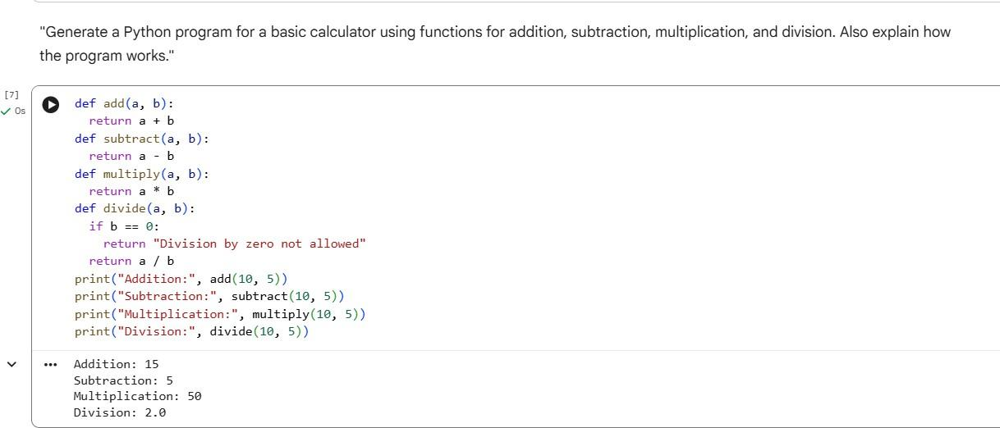 "Generate a Python program for a basic calculator using functions for addition, subtraction, multiplication, and division. Also explain how
the program works."
[7]
0s
def add(a, b):
  return a + b
def subtract(a, b):
  return a - b
def multiply(a, b):
  return a * b
def divide(a, b):
  if b == 0:
    return "Division by zero not allowed"
  return a / b
print("Addition:", add(10, 5))
print("Subtraction:", subtract(10, 5))
print("Multiplication:", multiply(10, 5))
print("Division:", divide(10, 5))
Addition: 15
Subtraction: 5
Multiplication: 50
Division: 2.0